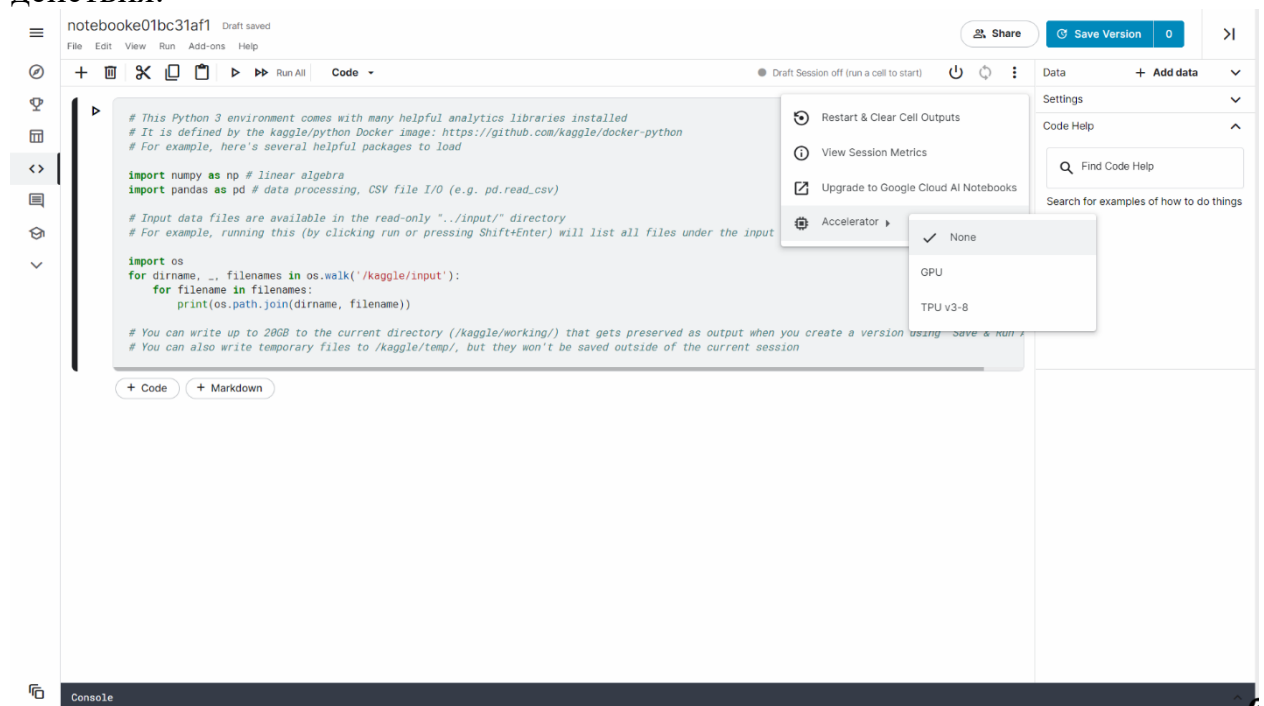 действия.
notebooke01bc31af1 Draft saved
File Edit View Run Add-ons Help
Share
Save Version 0
Run All Code
Draft Session off (run a cell to start)
Data + Add data
Settings
Code Help
Find Code Help
Search for examples of how to do things
Restart & Clear Cell Outputs
View Session Metrics
Upgrade to Google Cloud AI Notebooks
Accelerator
None
GPU
TPU v3-8
# This Python 3 environment comes with many helpful analytics libraries installed
# It is defined by the kaggle/python Docker image: https://github.com/kaggle/docker-python
# For example, here's several helpful packages to load
import numpy as np # linear algebra
import pandas as pd # data processing, CSV file I/O (e.g. pd.read_csv)
# Input data files are available in the read-only "../input/" directory
# For example, running this (by clicking run or pressing Shift+Enter) will list all files under the input
import os
for dirname, _, filenames in os.walk('/kaggle/input'):
for filename in filenames:
print(os.path.join(dirname, filename))
# You can write up to 20GB to the current directory (/kaggle/working/) that gets preserved as output when you create a version using "Save & Run
# You can also write temporary files to /kaggle/temp/, but they won't be saved outside of the current session
+ Code + Markdown
Console